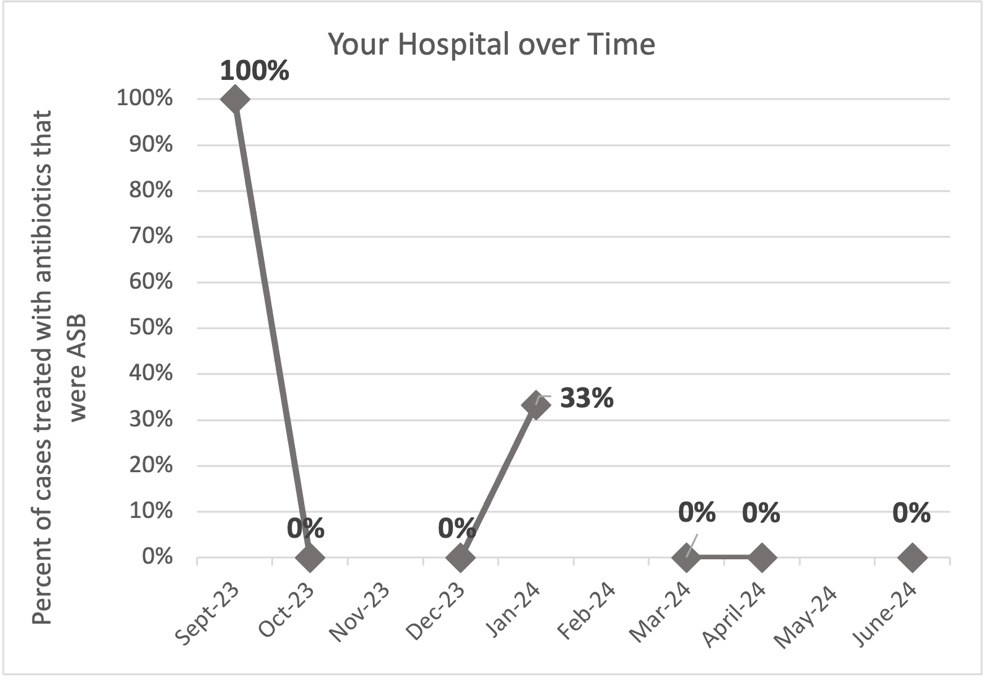 Your Hospital over Time
Percent of cases treated with antibiotics that
were ASB
100%
90%
80%
70%
60%
50%
40%
30%
20%
10%
0%
100%
0%
0%
33%
0%
0%
0%
Sept-23
Oct-23
Nov-23
Dec-23
Jan-24
Feb-24
Mar-24
April-24
May-24
June-24